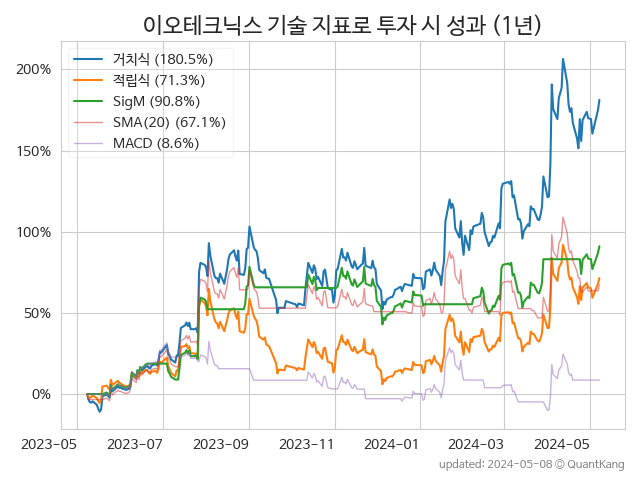 이오테크닉스 기술 지표로 투자 시 성과 (1년)
거치식 (180.5%)
적립식 (71.3%)
SigM (90.8%)
SMA(20) (67.1%)
MACD (8.6%)
200%
150%
100%
50%
0%
2023-05 2023-07 2023-09 2023-11 2024-01 2024-03 2024-05
updated: 2024-05-08 © QuantKang